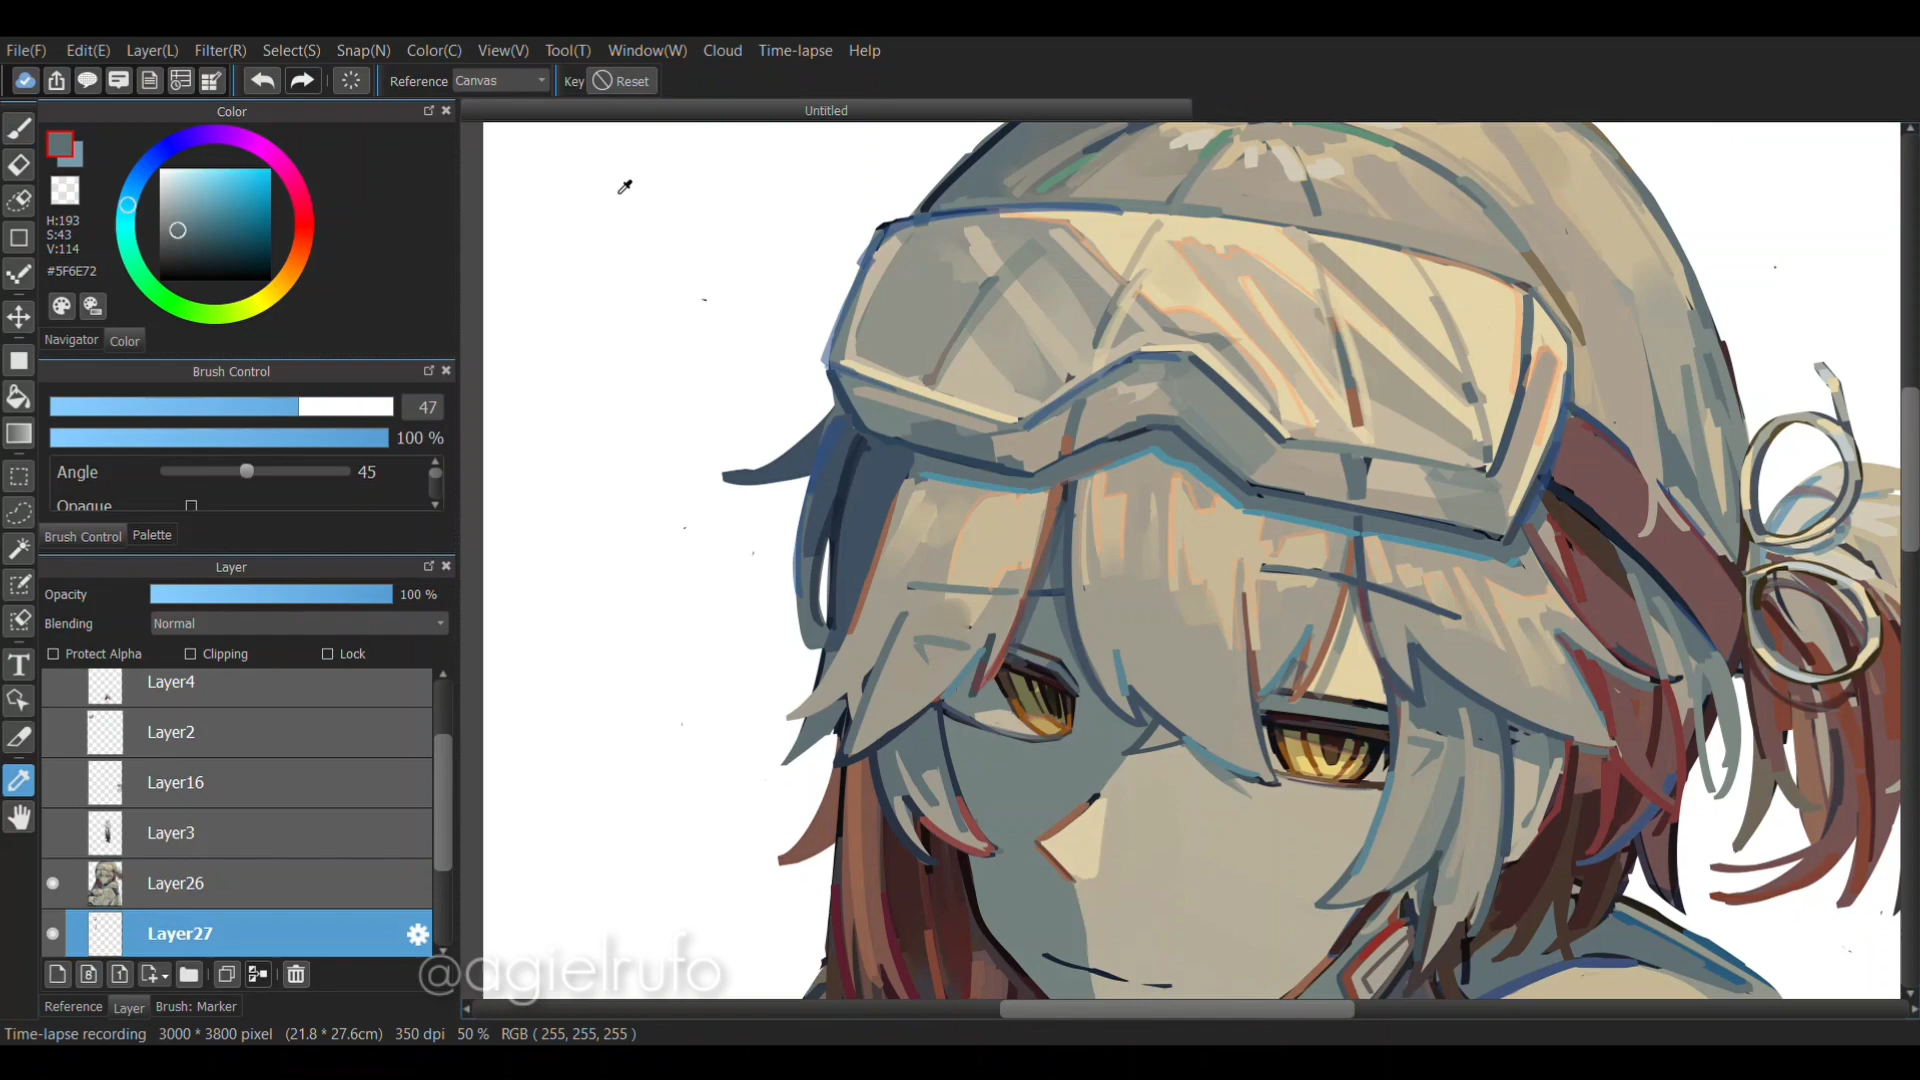 File(F) Edit(E) Layer(L) Filter(R) Select(S) Snap(N) Color(C) View(V) Tool(T) Window(W) Cloud Time-lapse Help
Reference Canvas Key Reset
Color
Untitled
H:193
S:43
V:114
#5F6E72
Navigator Color
Brush Control
47
100 %
Angle 45
Opaque
Brush Control Palette
Layer
Opacity 100 %
Blending Normal
Protect Alpha Clipping Lock
Layer4
Layer2
Layer16
Layer3
Layer26
Layer27
8 1
@agielrufo
Reference Layer Brush: Marker
Time-lapse recording 3000 * 3800 pixel (21.8 * 27.6cm) 350 dpi 50 % RGB ( 255, 255, 255 )